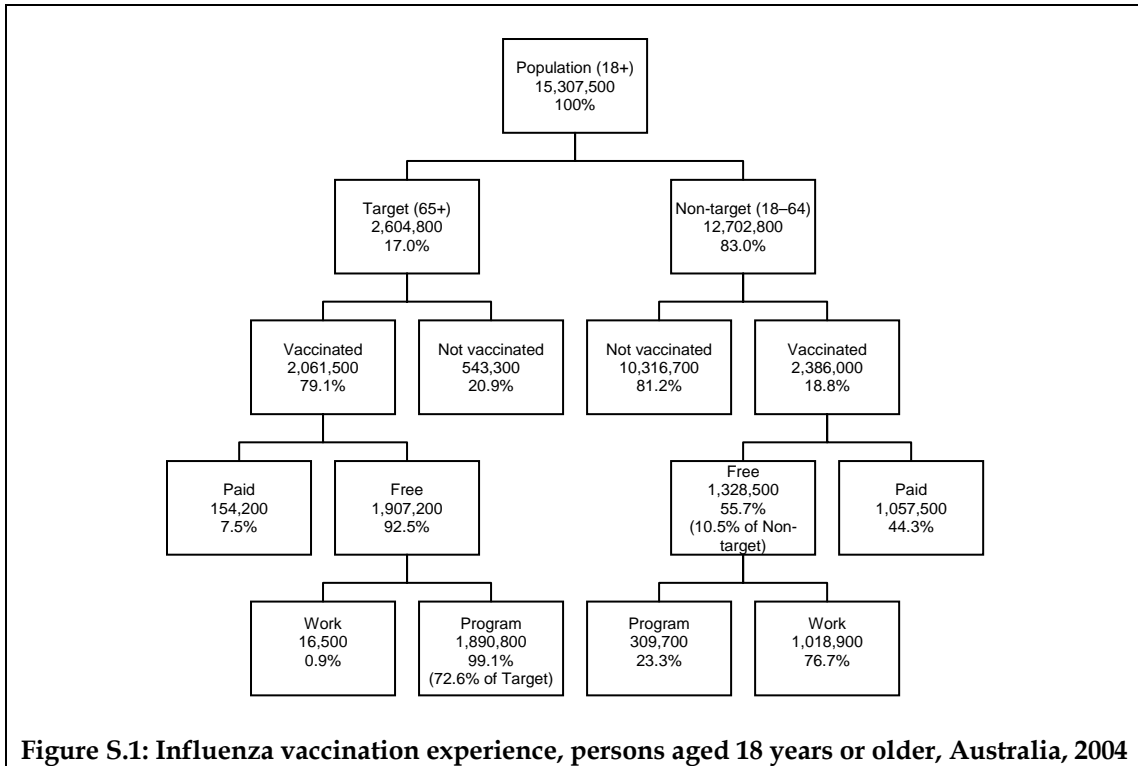 Population (18+)
15,307,500
100%
Target (65+)
2,604,800
17.0%
Non-target (18–64)
12,702,800
83.0%
Vaccinated
2,061,500
79.1%
Not vaccinated
543,300
20.9%
Not vaccinated
10,316,700
81.2%
Vaccinated
2,386,000
18.8%
Paid
154,200
7.5%
Free
1,907,200
92.5%
Free
1,328,500
55.7%
(10.5% of Non-
target)
Paid
1,057,500
44.3%
Work
16,500
0.9%
Program
1,890,800
99.1%
(72.6% of Target)
Program
309,700
23.3%
Work
1,018,900
76.7%
Figure S.1: Influenza vaccination experience, persons aged 18 years or older, Australia, 2004